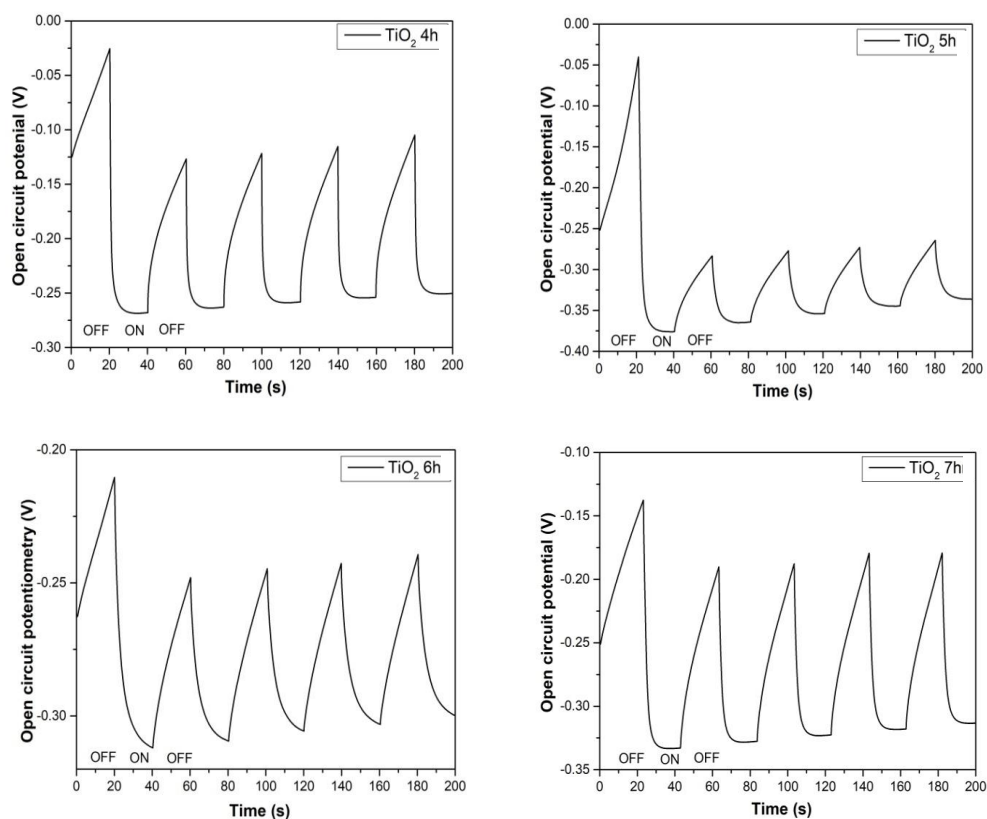 TiO2 4h
Open circuit potenial (V)
0.00
-0.05
-0.10
-0.15
-0.20
-0.25
-0.30
OFF ON OFF
0 20 40 60 80 100 120 140 160 180 200
Time (s)
TiO2 5h
Open circuit potential (V)
0.00
-0.05
-0.10
-0.15
-0.20
-0.25
-0.30
-0.35
-0.40
OFF ON OFF
0 20 40 60 80 100 120 140 160 180 200
Time (s)
TiO2 6h
Open circuit potentiometry (V)
-0.20
-0.25
-0.30
OFF ON OFF
0 20 40 60 80 100 120 140 160 180 200
Time (s)
TiO2 7h
Open circuit potential (V)
-0.10
-0.15
-0.20
-0.25
-0.30
-0.35
OFF ON OFF
0 20 40 60 80 100 120 140 160 180 200
Time (s)